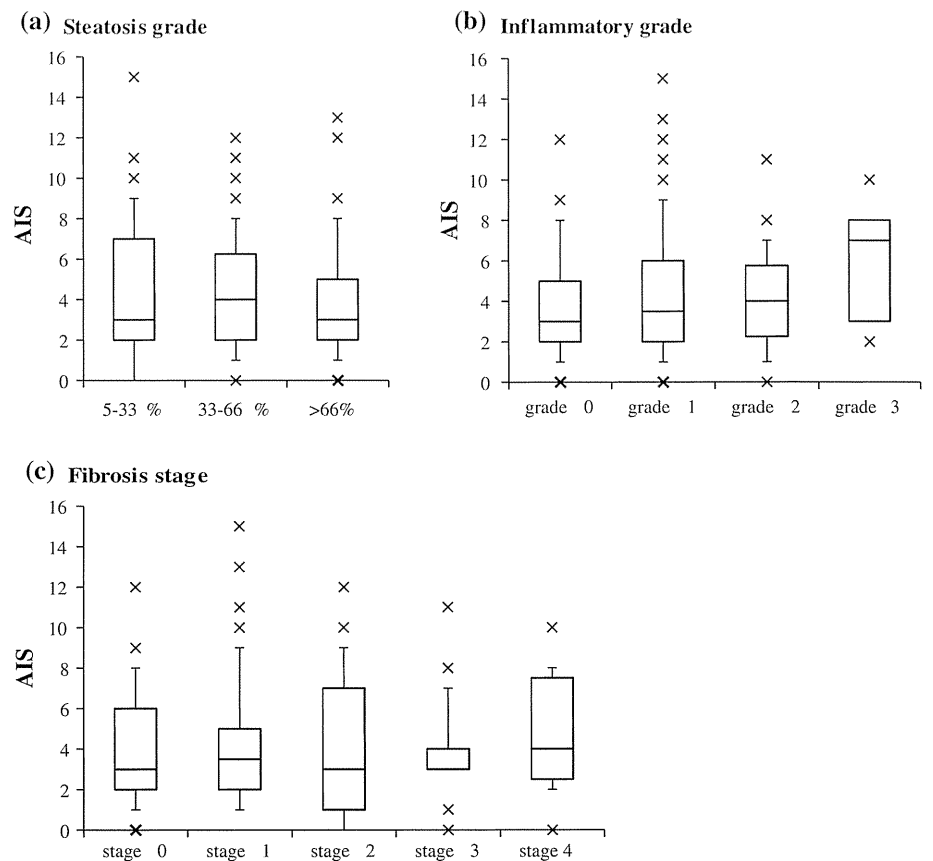 (a) Steatosis grade
16
14
12
10
8
6
4
2
0
AIS
5-33 %
33-66 %
>66%
(b) Inflammatory grade
16
14
12
10
8
6
4
2
0
AIS
grade 0
grade 1
grade 2
grade 3
(c) Fibrosis stage
16
14
12
10
8
6
4
2
0
AIS
stage 0
stage 1
stage 2
stage 3
stage 4